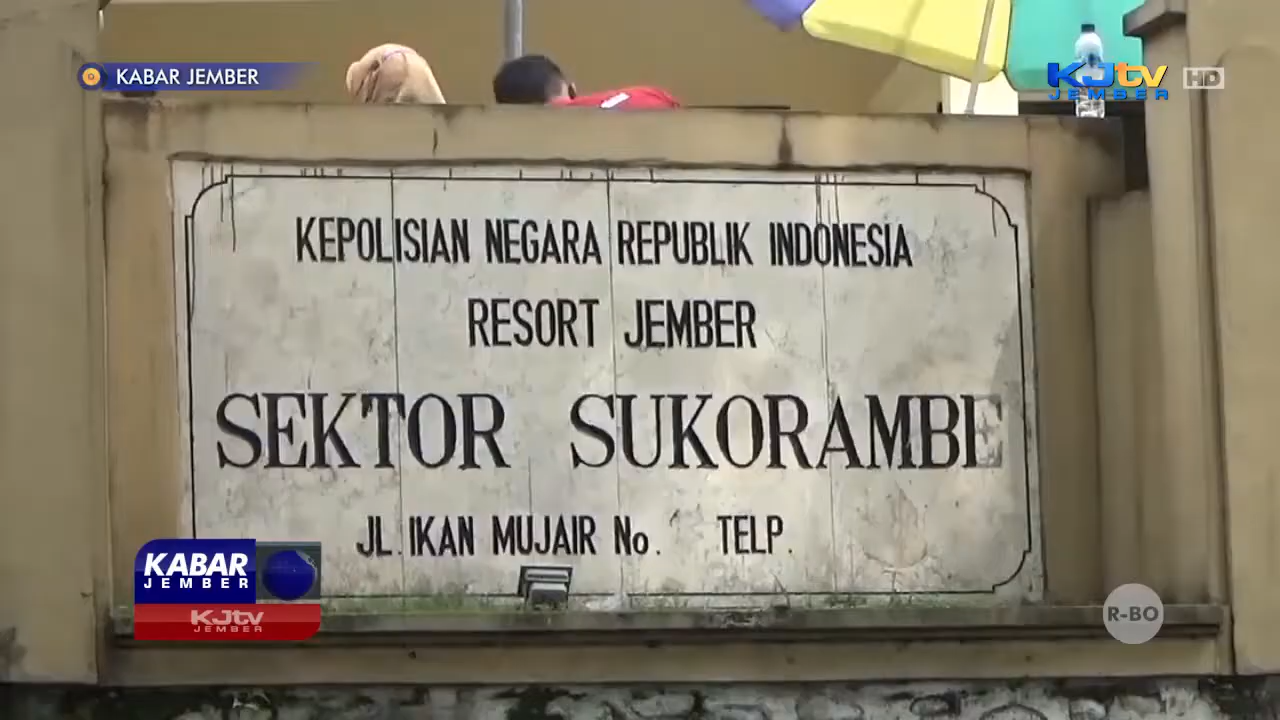 KABAR JEMBER
KJTV HD
JEMBER
KEPOLISIAN NEGARA REPUBLIK INDONESIA
RESORT JEMBER
SEKTOR SUKORAMBE
JL. IKAN MUJAIR No. TELP.
KABAR
JEMBER
KJTV
JEMBER
R-BO